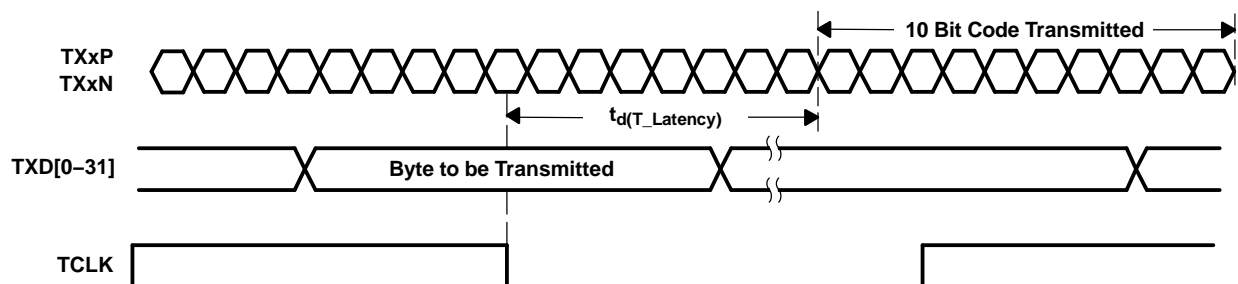 10 Bit Code Transmitted
TXxP
TXxN
td(T_Latency)
TXD[0–31]
Byte to be Transmitted
TCLK